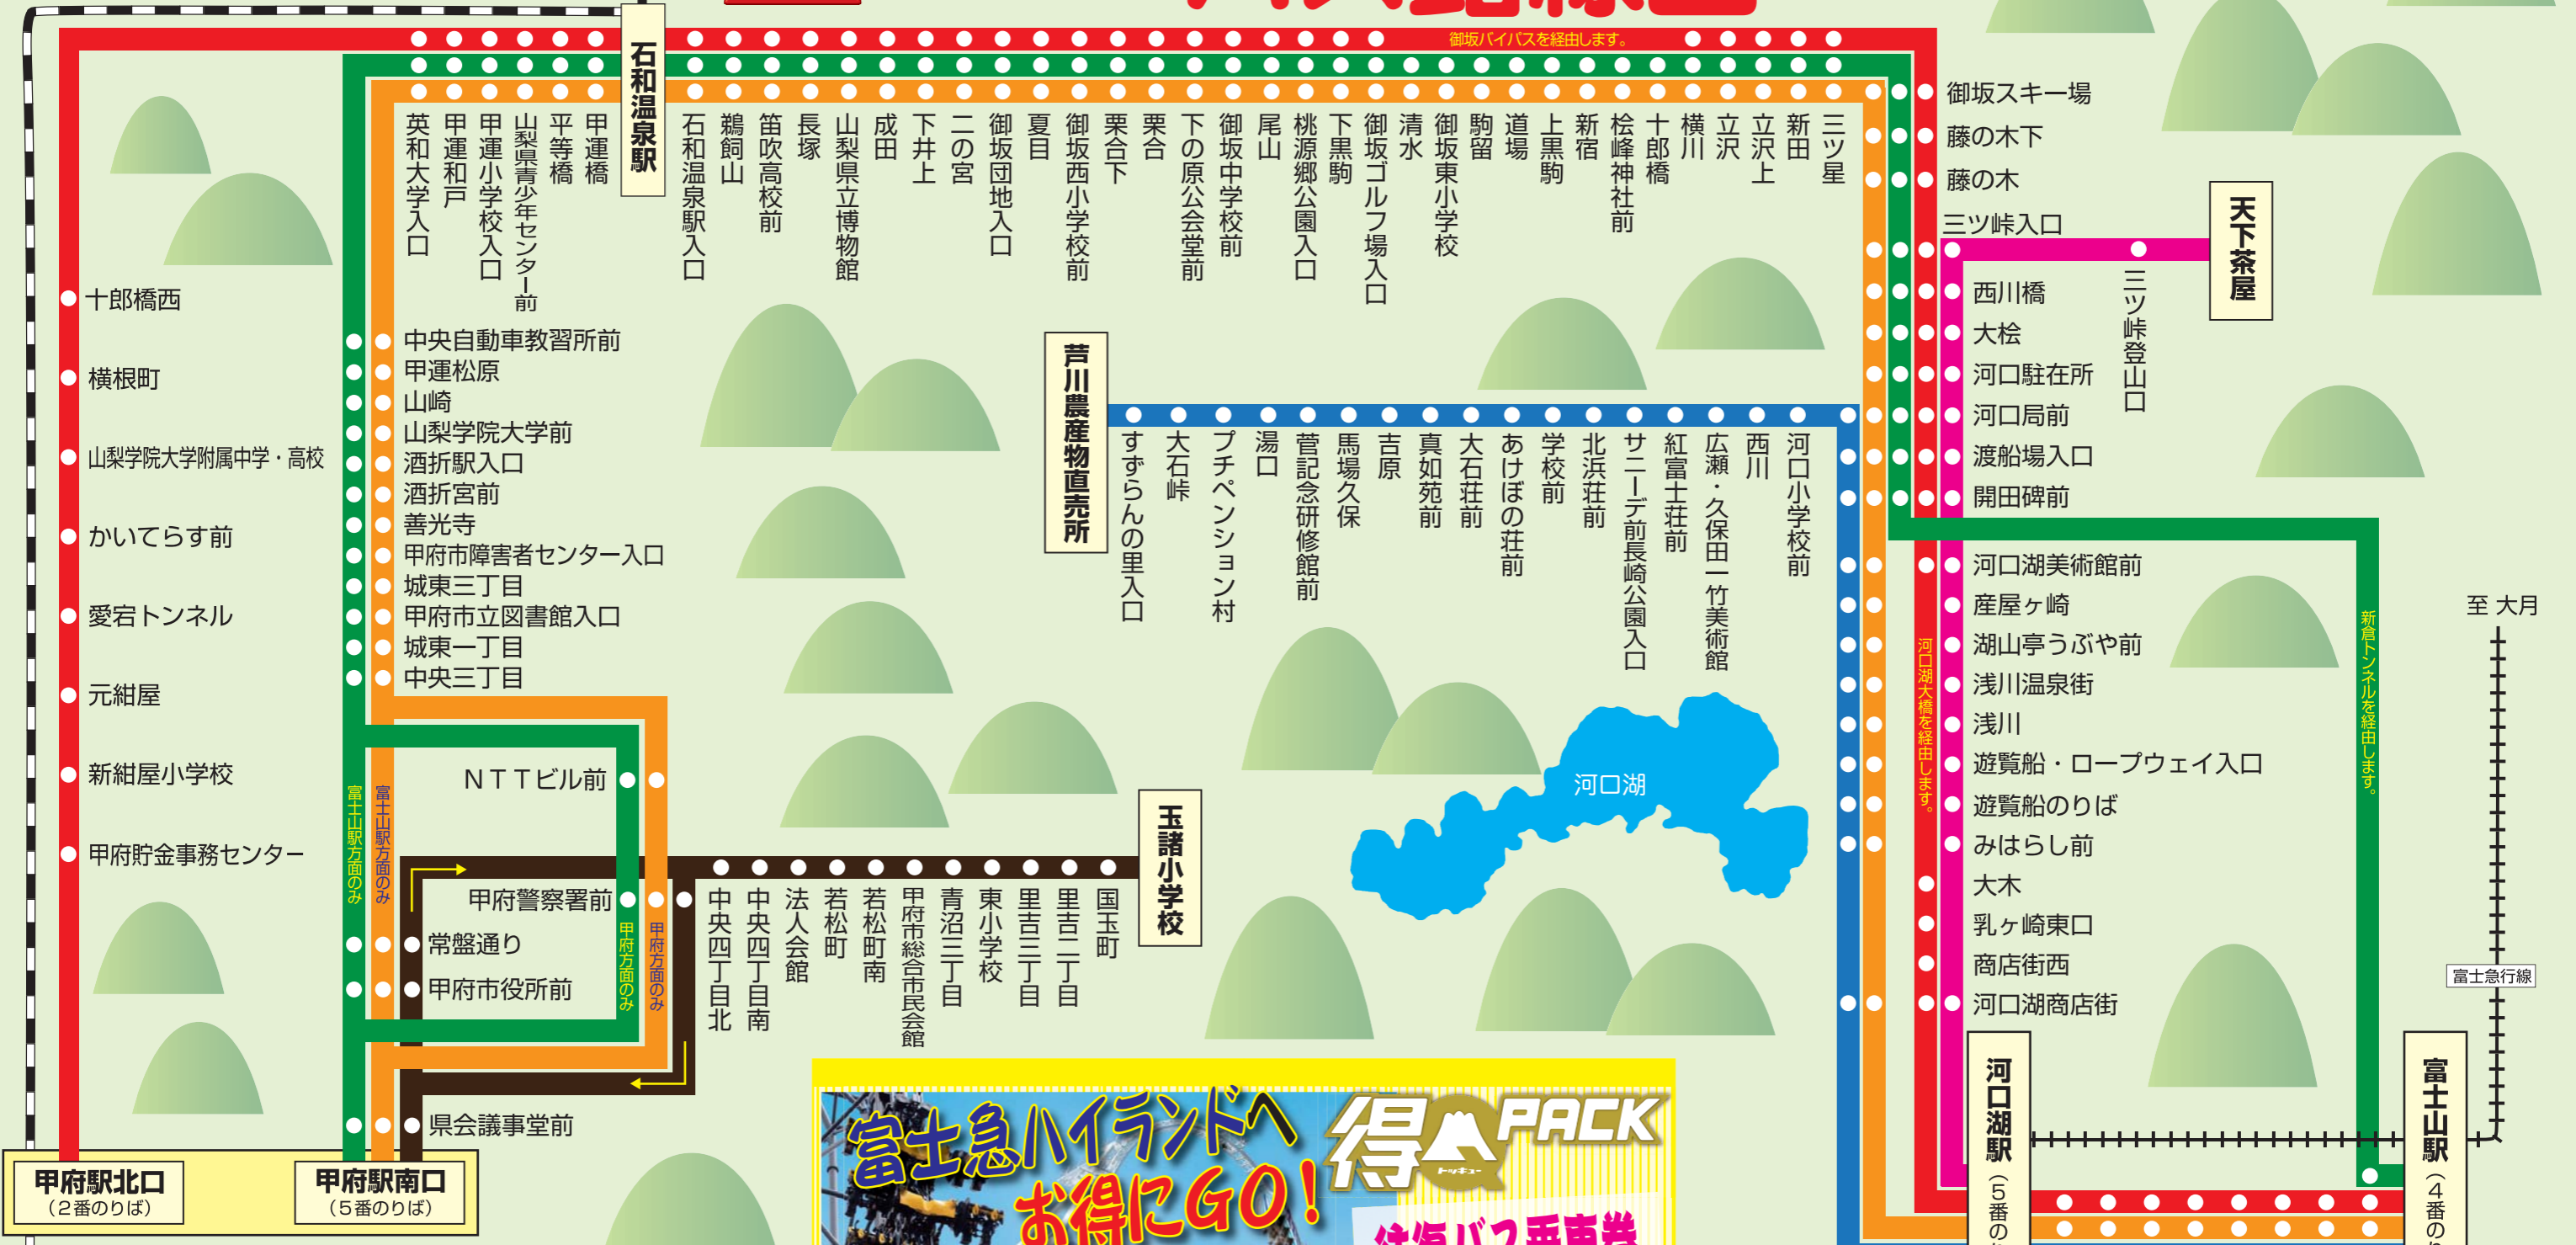 御坂バイパスを経由します。
石和温泉駅
英和大学入口
甲運和戸
甲運小学校入口
山梨県青少年センター前
平等橋
甲運橋
石和温泉駅入口
鵜飼山
笛吹高校前
長塚
山梨県立博物館
成田
下井上
二の宮
御坂団地入口
夏目
御坂西小学校前
栗合下
栗合
下の原公会堂前
御坂中学校前
尾山
桃源郷公園入口
下黒駒
御坂ゴルフ場入口
清水
御坂東小学校
駒留
道場
上黒駒
新宿
桧峰神社前
十郎橋
横川
立沢
立沢上
新田
三ツ星
御坂スキー場
藤の木下
藤の木
三ツ峠入口
天下茶屋
三ツ峠登山口
西川橋
大桧
河口駐在所
河口局前
渡船場入口
開田碑前
河口湖美術館前
産屋ヶ崎
湖山亭うぶや前
浅川温泉街
浅川
遊覧船・ロープウェイ入口
遊覧船のりば
みはらし前
大木
乳ヶ崎東口
商店街西
河口湖商店街
河口湖大橋を経由します。
新倉トンネルを経由します。
至 大月
富士急行線
十郎橋西
横根町
山梨学院大学附属中学・高校
かいてらす前
愛宕トンネル
元紺屋
新紺屋小学校
甲府貯金事務センター
中央自動車教習所前
甲運松原
山崎
山梨学院大学前
酒折駅入口
酒折宮前
善光寺
甲府市障害者センター入口
城東三丁目
甲府市立図書館入口
城東一丁目
中央三丁目
芦川農産物直売所
すずらんの里入口
大石峠
プチペンション村
湯口
菅記念研修館前
馬場久保
吉原
真如苑前
大石荘前
あけぼの荘前
学校前
北浜荘前
サニーデ前長崎公園入口
紅富士荘前
広瀬・久保田一竹美術館
西川
河口小学校前
河口湖
富士山駅方面のみ
富士山駅方面のみ
NTTビル前
甲府警察署前
甲府方面のみ
甲府方面のみ
常盤通り
甲府市役所前
県会議事堂前
中央四丁目北
中央四丁目南
法人会館
若松町
若松町南
甲府市総合市民会館
青沼三丁目
東小学校
里吉三丁目
里吉二丁目
国玉町
玉諸小学校
甲府駅北口
(2番のりば)
甲府駅南口
(5番のりば)
富士急ハイランドへ
お得にGO!
得PACK
トッキュー
往復バス乗車券
河口湖駅
富士山駅